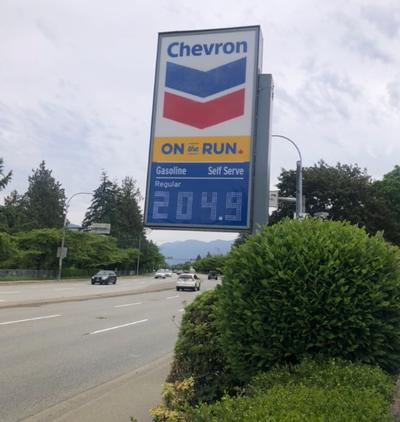 Chevron
ON the RUN
Gasoline Self Serve
Regular
204.9